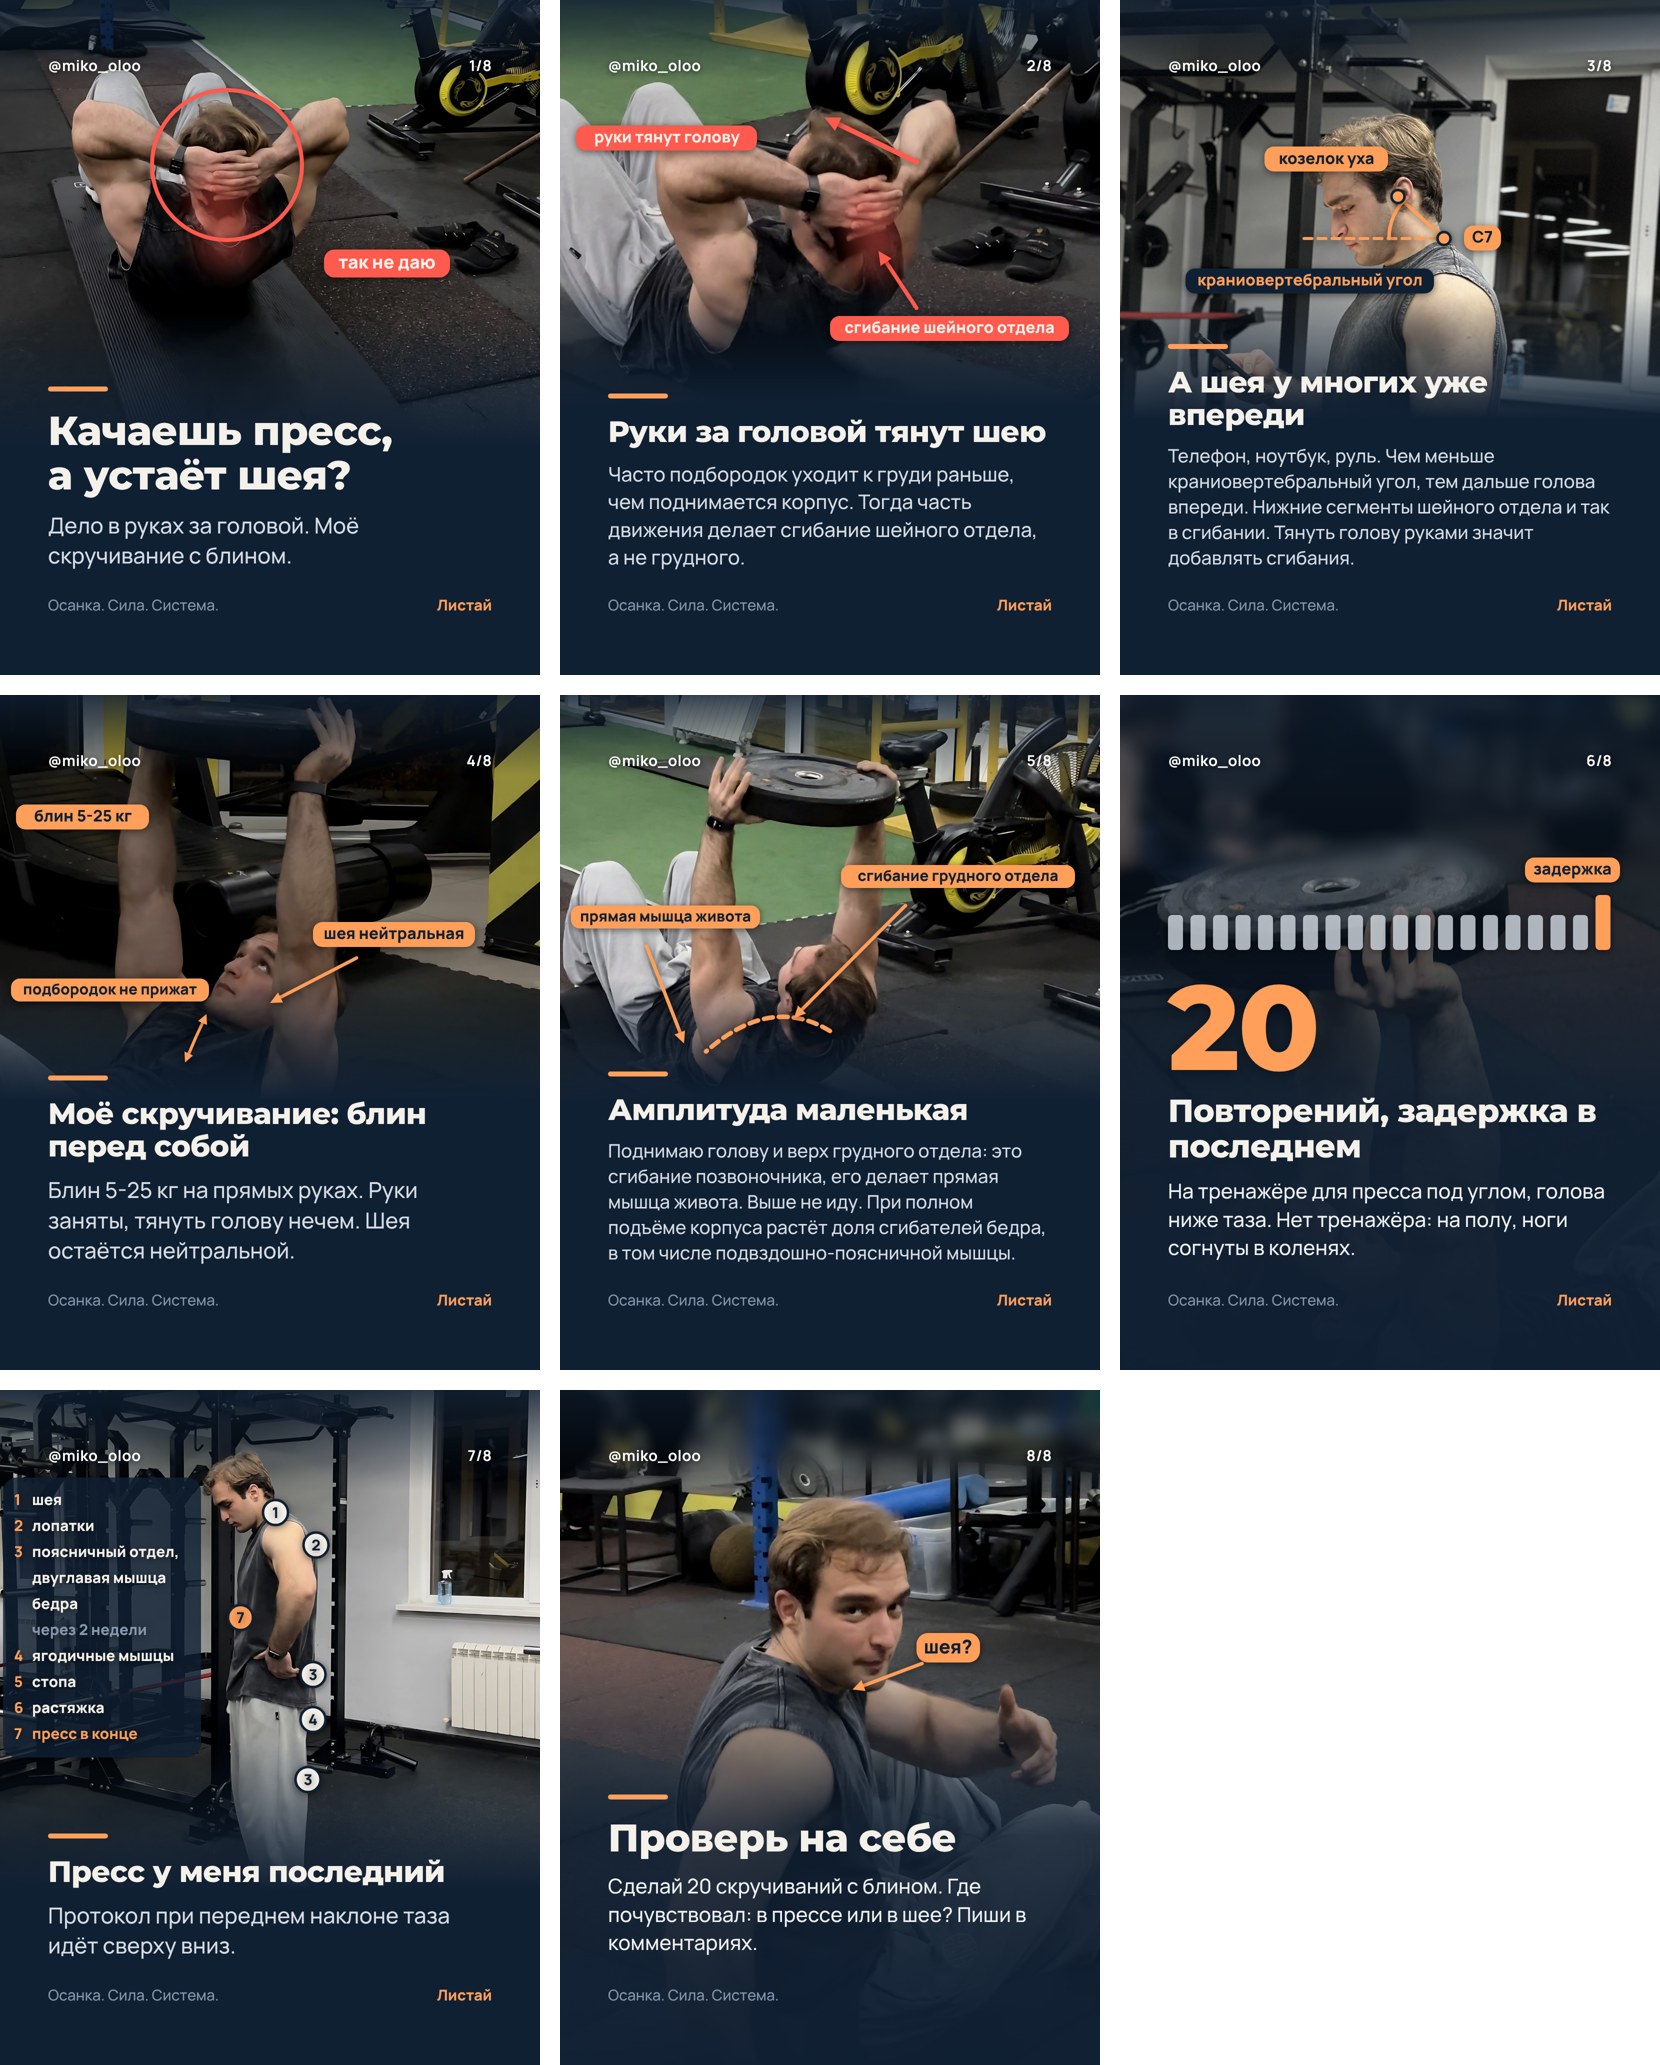 @miko_oloo
1/8
так не даю
Качаешь пресс,
а устаёт шея?
Дело в руках за головой. Моё
скручивание с блином.
Осанка. Сила. Система.
Листай
@miko_oloo
2/8
руки тянут голову
сгибание шейного отдела
Руки за головой тянут шею
Часто подбородок уходит к груди раньше,
чем поднимается корпус. Тогда часть
движения делает сгибание шейного отдела,
а не грудного.
Осанка. Сила. Система.
Листай
@miko_oloo
3/8
козелок уха
C7
краниовертебральный угол
А шея у многих уже
впереди
Телефон, ноутбук, руль. Чем меньше
краниовертебральный угол, тем дальше голова
впереди. Нижние сегменты шейного отдела и так
в сгибании. Тянуть голову руками значит
добавлять сгибания.
Осанка. Сила. Система.
Листай
@miko_oloo
4/8
блин 5-25 кг
шея нейтральная
подбородок не прижат
Моё скручивание: блин
перед собой
Блин 5-25 кг на прямых руках. Руки
заняты, тянуть голову нечем. Шея
остаётся нейтральной.
Осанка. Сила. Система.
Листай
@miko_oloo
5/8
сгибание грудного отдела
прямая мышца живота
Амплитуда маленькая
Поднимаю голову и верх грудного отдела: это
сгибание позвоночника, его делает прямая
мышца живота. Выше не иду. При полном
подъёме корпуса растёт доля сгибателей бедра,
в том числе подвздошно-поясничной мышцы.
Осанка. Сила. Система.
Листай
@miko_oloo
6/8
задержка
20
Повторений, задержка в
последнем
На тренажёре для пресса под углом, голова
ниже таза. Нет тренажёра: на полу, ноги
согнуты в коленях.
Осанка. Сила. Система.
Листай
@miko_oloo
7/8
1 шея
2 лопатки
3 поясничный отдел,
двуглавая мышца
бедра
через 2 недели
4 ягодичные мышцы
5 стопа
6 растяжка
7 пресс в конце
1
2
7
3
4
3
Пресс у меня последний
Протокол при переднем наклоне таза
идёт сверху вниз.
Осанка. Сила. Система.
Листай
@miko_oloo
8/8
шея?
Проверь на себе
Сделай 20 скручиваний с блином. Где
почувствовал: в прессе или в шее? Пиши в
комментариях.
Осанка. Сила. Система.